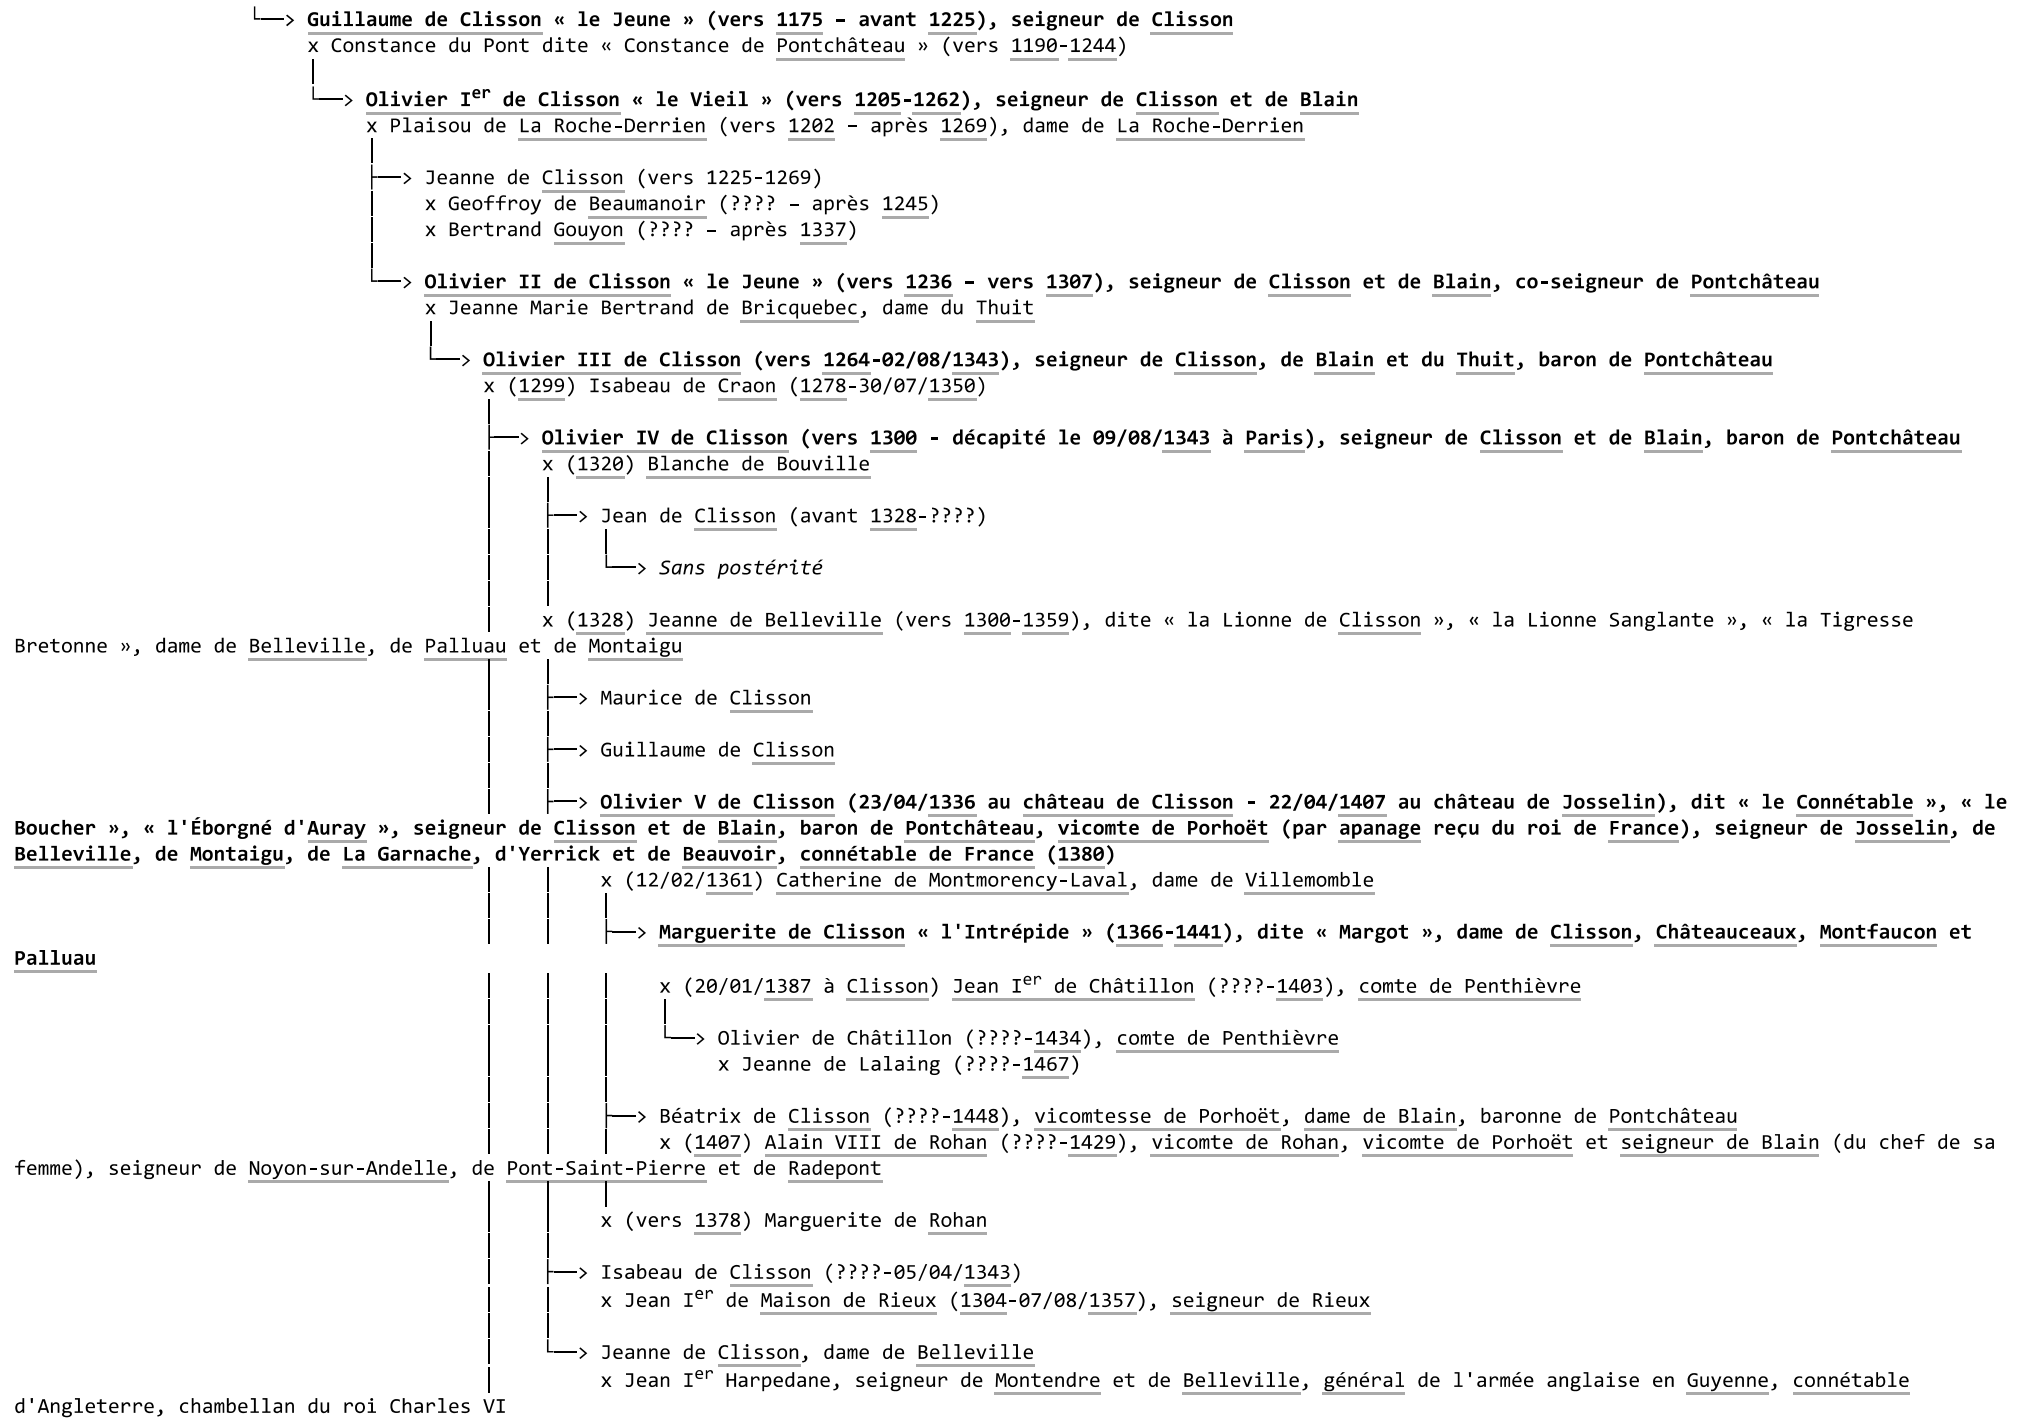 └──> Guillaume de Clisson « le Jeune » (vers 1175 – avant 1225), seigneur de Clisson
x Constance du Pont dite « Constance de Pontchâteau » (vers 1190-1244)
└──> Olivier Ier de Clisson « le Vieil » (vers 1205-1262), seigneur de Clisson et de Blain
x Plaisou de La Roche-Derrien (vers 1202 – après 1269), dame de La Roche-Derrien
├──> Jeanne de Clisson (vers 1225-1269)
x Geoffroy de Beaumanoir (???? – après 1245)
x Bertrand Gouyon (???? – après 1337)
└──> Olivier II de Clisson « le Jeune » (vers 1236 – vers 1307), seigneur de Clisson et de Blain, co-seigneur de Pontchâteau
x Jeanne Marie Bertrand de Bricquebec, dame du Thuit
└──> Olivier III de Clisson (vers 1264-02/08/1343), seigneur de Clisson, de Blain et du Thuit, baron de Pontchâteau
x (1299) Isabeau de Craon (1278-30/07/1350)
├──> Olivier IV de Clisson (vers 1300 - décapité le 09/08/1343 à Paris), seigneur de Clisson et de Blain, baron de Pontchâteau
x (1320) Blanche de Bouville
├──> Jean de Clisson (avant 1328-????)
└──> Sans postérité
x (1328) Jeanne de Belleville (vers 1300-1359), dite « la Lionne de Clisson », « la Lionne Sanglante », « la Tigresse
Bretonne », dame de Belleville, de Palluau et de Montaigu
├──> Maurice de Clisson
├──> Guillaume de Clisson
├──> Olivier V de Clisson (23/04/1336 au château de Clisson - 22/04/1407 au château de Josselin), dit « le Connétable », « le
Boucher », « l'Éborgné d'Auray », seigneur de Clisson et de Blain, baron de Pontchâteau, vicomte de Porhoët (par apanage reçu du roi de France), seigneur de Josselin, de
Belleville, de Montaigu, de La Garnache, d'Yerrick et de Beauvoir, connétable de France (1380)
x (12/02/1361) Catherine de Montmorency-Laval, dame de Villemomble
├──> Marguerite de Clisson « l'Intrépide » (1366-1441), dite « Margot », dame de Clisson, Châteauceaux, Montfaucon et
Palluau
x (20/01/1387 à Clisson) Jean Ier de Châtillon (????-1403), comte de Penthièvre
└──> Olivier de Châtillon (????-1434), comte de Penthièvre
x Jeanne de Lalaing (????-1467)
├──> Béatrix de Clisson (????-1448), vicomtesse de Porhoët, dame de Blain, baronne de Pontchâteau
x (1407) Alain VIII de Rohan (????-1429), vicomte de Rohan, vicomte de Porhoët et seigneur de Blain (du chef de sa
femme), seigneur de Noyon-sur-Andelle, de Pont-Saint-Pierre et de Radepont
x (vers 1378) Marguerite de Rohan
├──> Isabeau de Clisson (????-05/04/1343)
x Jean Ier de Maison de Rieux (1304-07/08/1357), seigneur de Rieux
└──> Jeanne de Clisson, dame de Belleville
x Jean Ier Harpedane, seigneur de Montendre et de Belleville, général de l'armée anglaise en Guyenne, connétable
d'Angleterre, chambellan du roi Charles VI